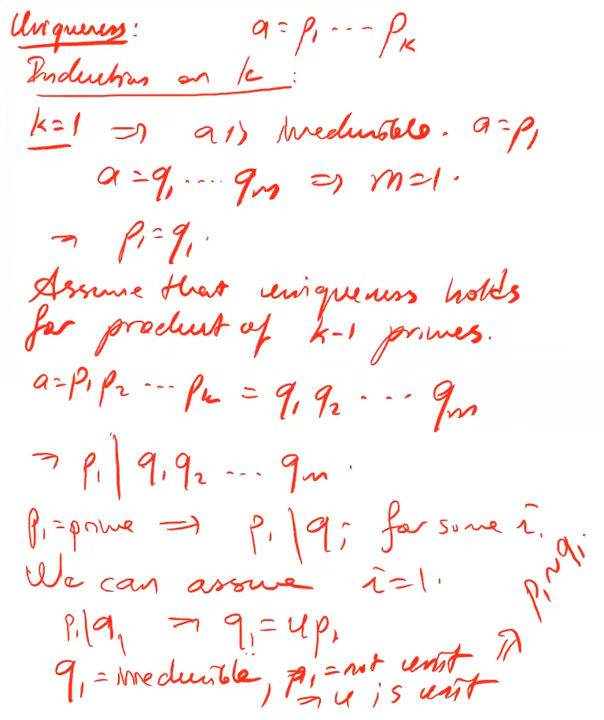 Uniqueness: a = p₁ ⋯ pₖ
Induction on k:
k=1 ⇒ a is irreducible. a = p₁
a = q₁ ⋯ qₘ ⇒ m=1.
→ p₁ = q₁.
Assume that uniqueness holds
for product of k-1 primes.
a = p₁ p₂ ⋯ pₖ = q₁ q₂ ⋯ qₘ
→ p₁ | q₁ q₂ ⋯ qₘ.
p₁ = prime ⇒ p₁ | qᵢ for some i.
We can assume i=1.
p₁ | q₁ → q₁ = u p₁
q₁ = irreducible, p₁ = not unit ⇒ p₁ ~ q₁
→ u is unit